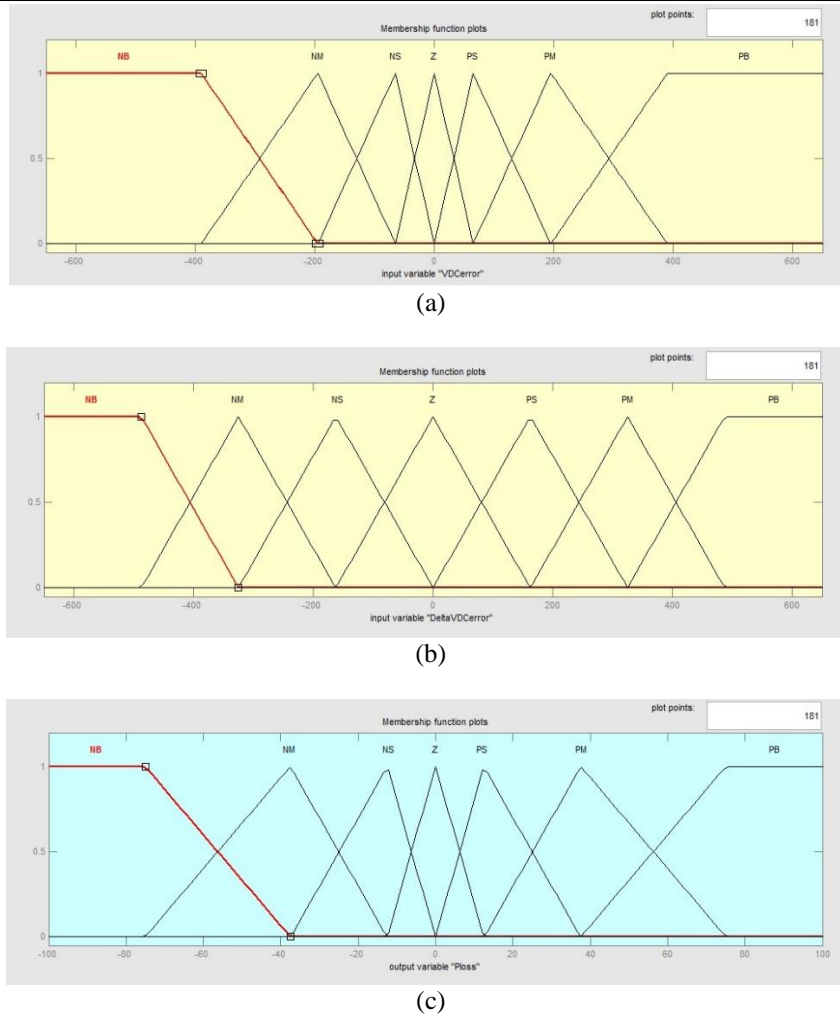 plot points:
181
Membership function plots
NB NM NS Z PS PM PB
1
0.5
0
-600 -400 -200 0 200 400 600
input variable "VDCerror"
(a)
plot points:
181
Membership function plots
NB NM NS Z PS PM PB
1
0.5
0
-600 -400 -200 0 200 400 600
input variable "DeltaVDCerror"
(b)
plot points:
181
Membership function plots
NB NM NS Z PS PM PB
1
0.5
0
-100 -80 -60 -40 -20 0 20 40 60 80 100
output variable "Ploss"
(c)